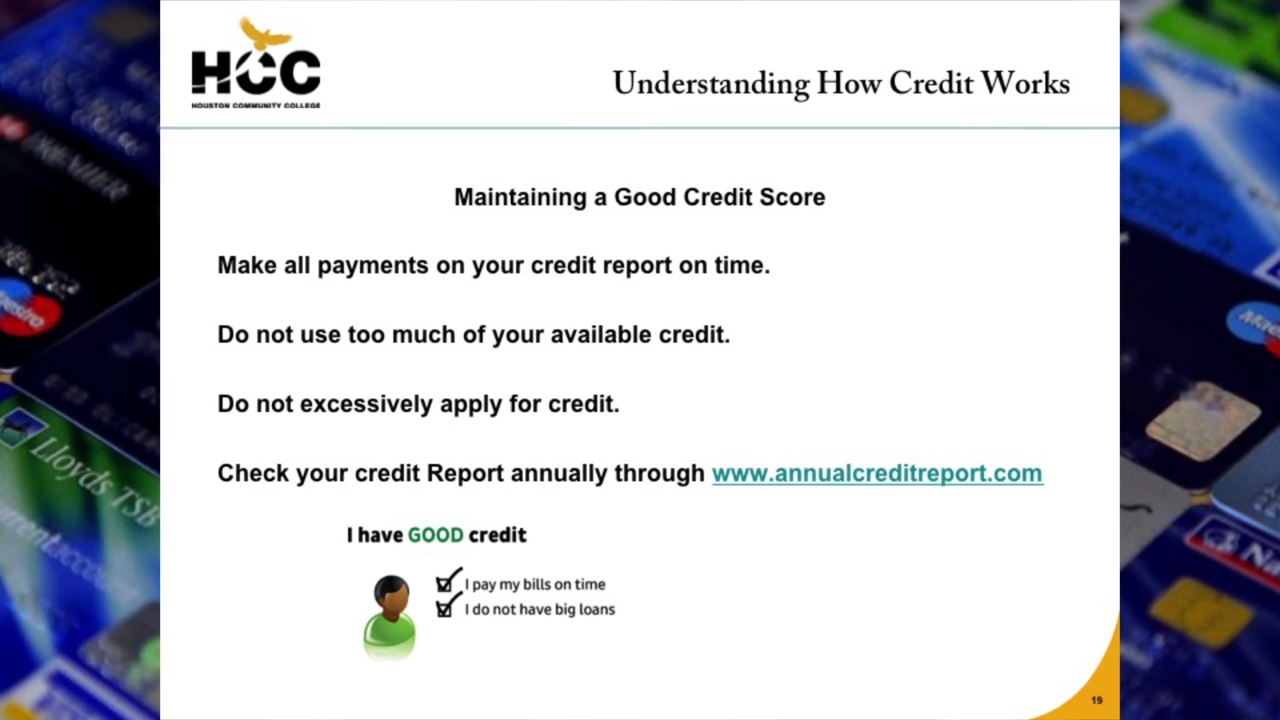 HCC
HOUSTON COMMUNITY COLLEGE
Understanding How Credit Works
Maintaining a Good Credit Score
Make all payments on your credit report on time.
Do not use too much of your available credit.
Do not excessively apply for credit.
Check your credit Report annually through www.annualcreditreport.com
I have GOOD credit
I pay my bills on time
I do not have big loans
19
PREMIER
Lloyds TSB